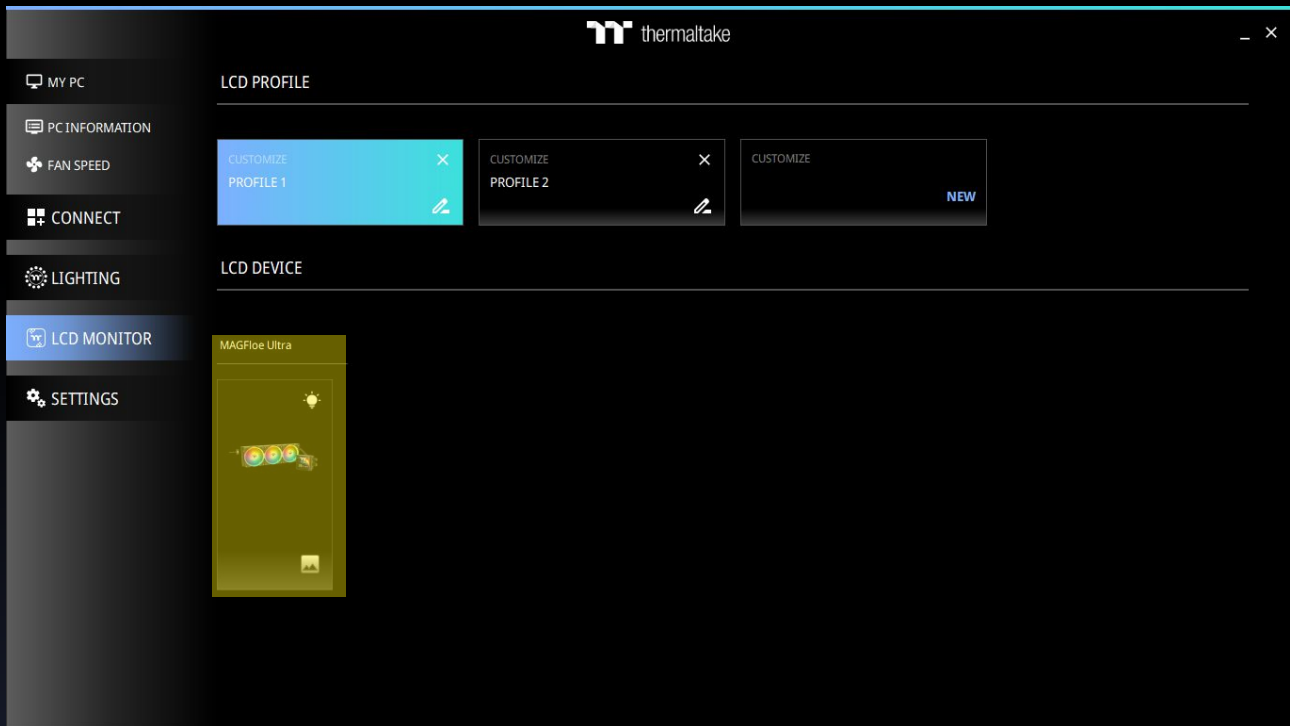 thermaltake
MY PC
PC INFORMATION
FAN SPEED
CONNECT
LIGHTING
LCD MONITOR
SETTINGS
LCD PROFILE
CUSTOMIZE
PROFILE 1
CUSTOMIZE
PROFILE 2
CUSTOMIZE
NEW
LCD DEVICE
MAGFloe Ultra